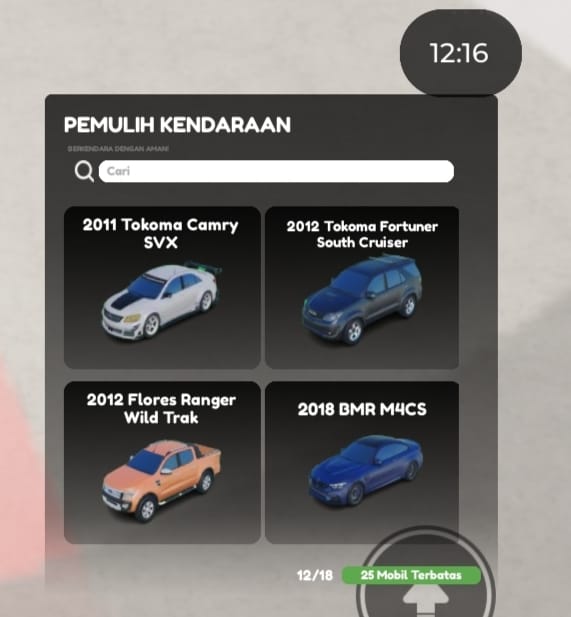 12:16
PEMULIH KENDARAAN
BERKENDARA DENGAN AMAN!
Cari
2011 Tokoma Camry
SVX
2012 Tokoma Fortuner
South Cruiser
2012 Flores Ranger
Wild Trak
2018 BMR M4CS
12/18
25 Mobil Terbatas